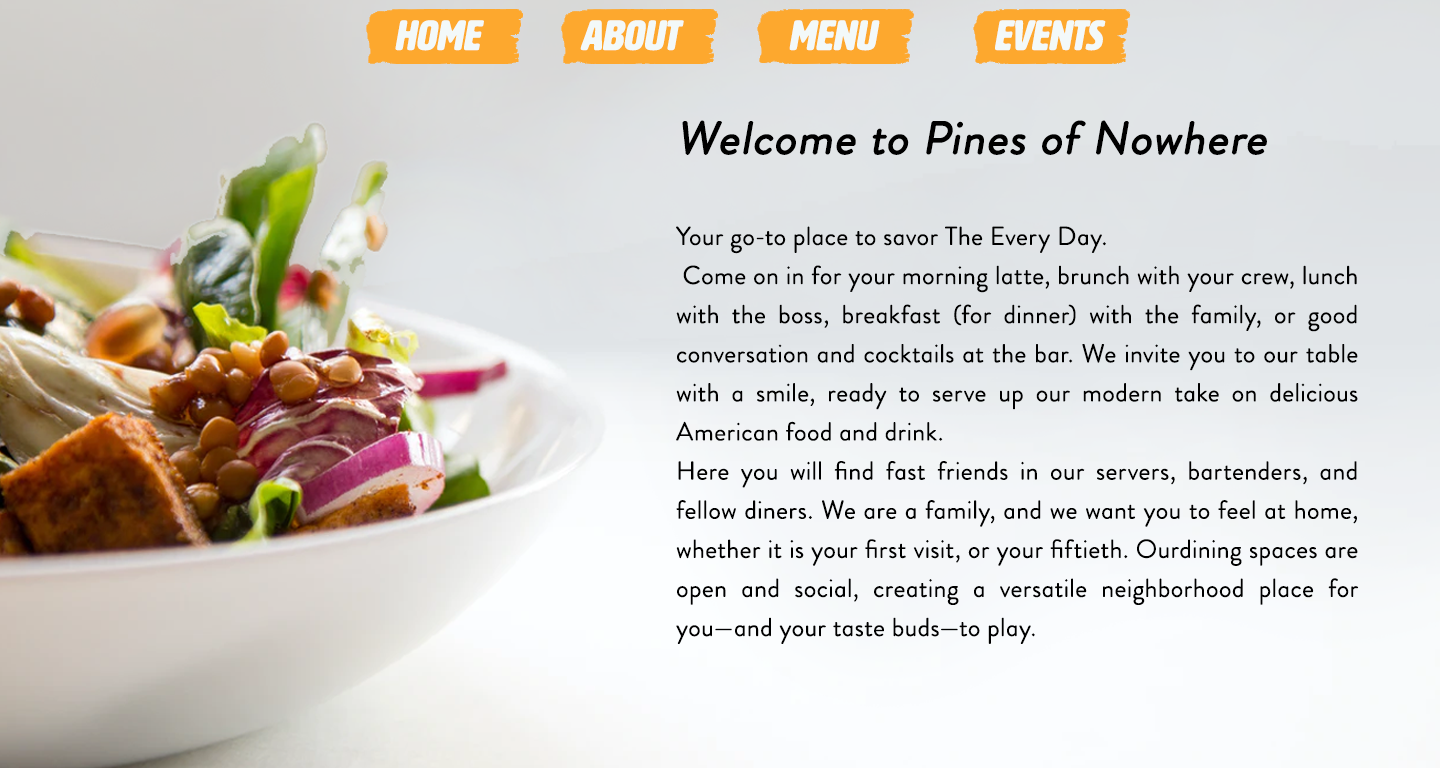 HOME ABOUT MENU EVENTS
Welcome to Pines of Nowhere
Your go-to place to savor The Every Day.
Come on in for your morning latte, brunch with your crew, lunch
with the boss, breakfast (for dinner) with the family, or good
conversation and cocktails at the bar. We invite you to our table
with a smile, ready to serve up our modern take on delicious
American food and drink.
Here you will find fast friends in our servers, bartenders, and
fellow diners. We are a family, and we want you to feel at home,
whether it is your first visit, or your fiftieth. Ourdining spaces are
open and social, creating a versatile neighborhood place for
you—and your taste buds—to play.